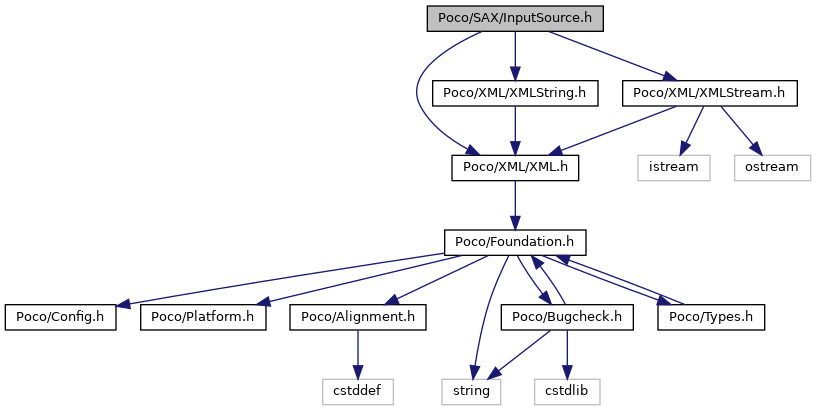 Poco/SAX/InputSource.h
Poco/XML/XMLString.h
Poco/XML/XMLStream.h
Poco/XML/XML.h
istream
ostream
Poco/Foundation.h
Poco/Config.h
Poco/Platform.h
Poco/Alignment.h
Poco/Bugcheck.h
Poco/Types.h
cstddef
string
cstdlib